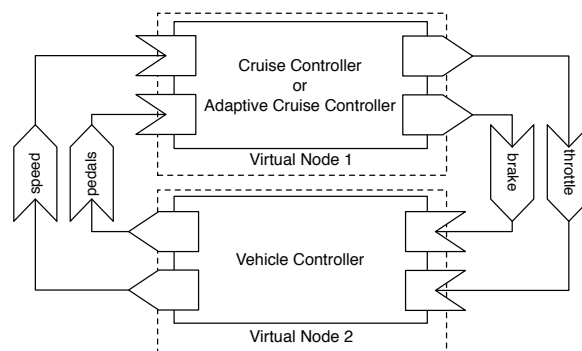 Cruise Controller
or
Adaptive Cruise Controller
Virtual Node 1
speed
pedals
brake
throttle
Vehicle Controller
Virtual Node 2